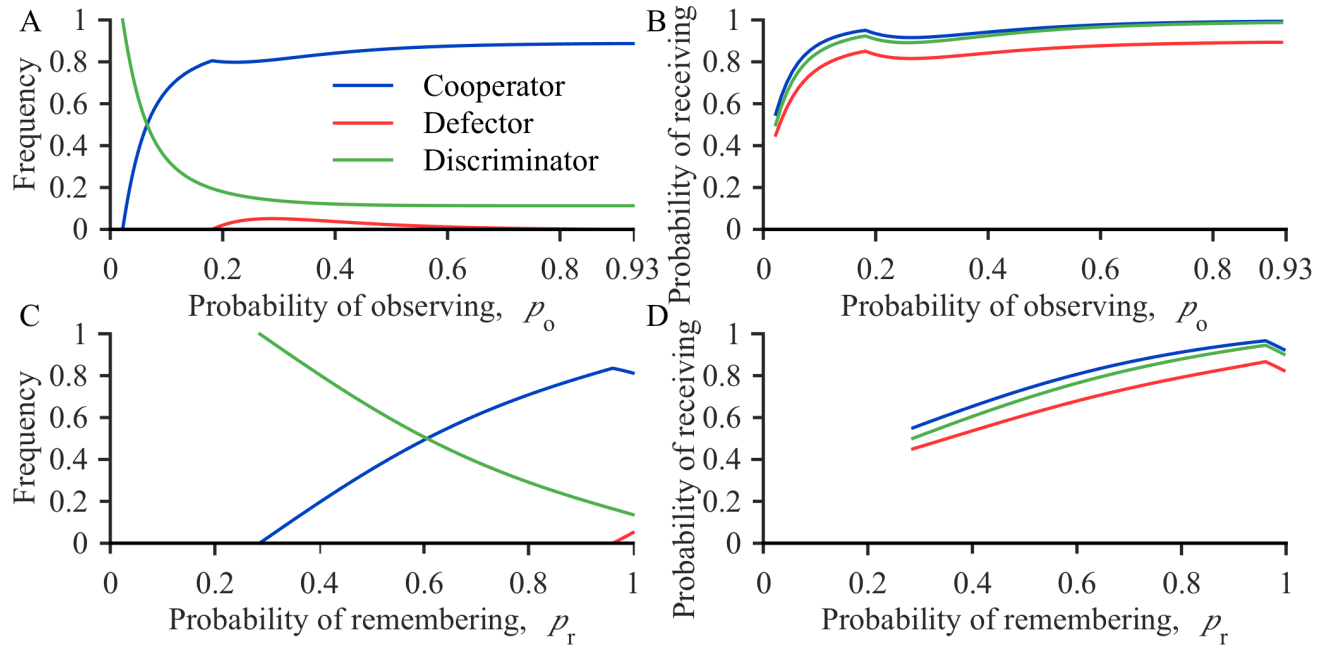 A
1
0.8
0.6
0.4
0.2
0
Frequency
Cooperator
Defector
Discriminator
0 0.2 0.4 0.6 0.8 0.93
Probability of observing, po
B
1
0.8
0.6
0.4
0.2
0
Probability of receiving
0 0.2 0.4 0.6 0.8 0.93
Probability of observing, po
C
1
0.8
0.6
0.4
0.2
0
Frequency
0 0.2 0.4 0.6 0.8 1
Probability of remembering, pr
D
1
0.8
0.6
0.4
0.2
0
Probability of receiving
0 0.2 0.4 0.6 0.8 1
Probability of remembering, pr